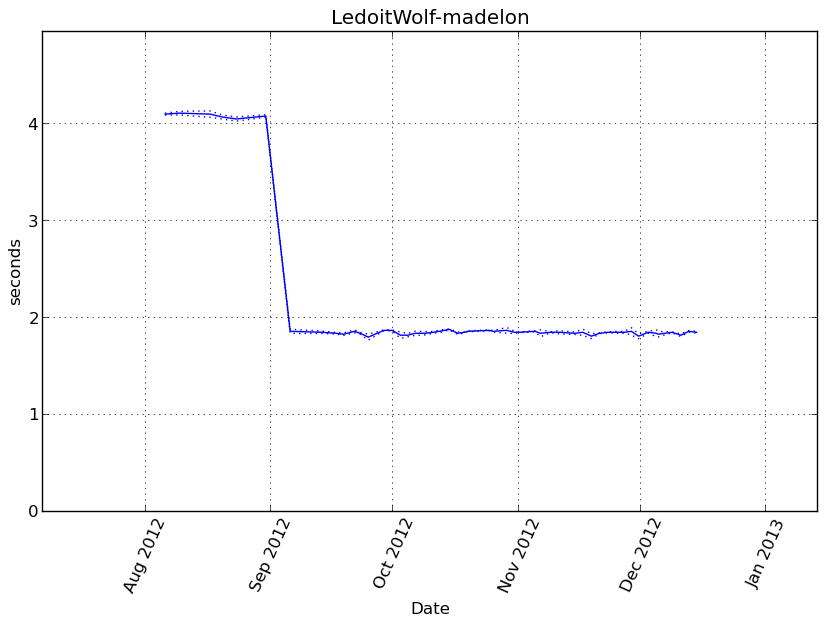 LedoitWolf-madelon
4
3
2
1
0
seconds
Aug 2012
Sep 2012
Oct 2012
Nov 2012
Dec 2012
Jan 2013
Date